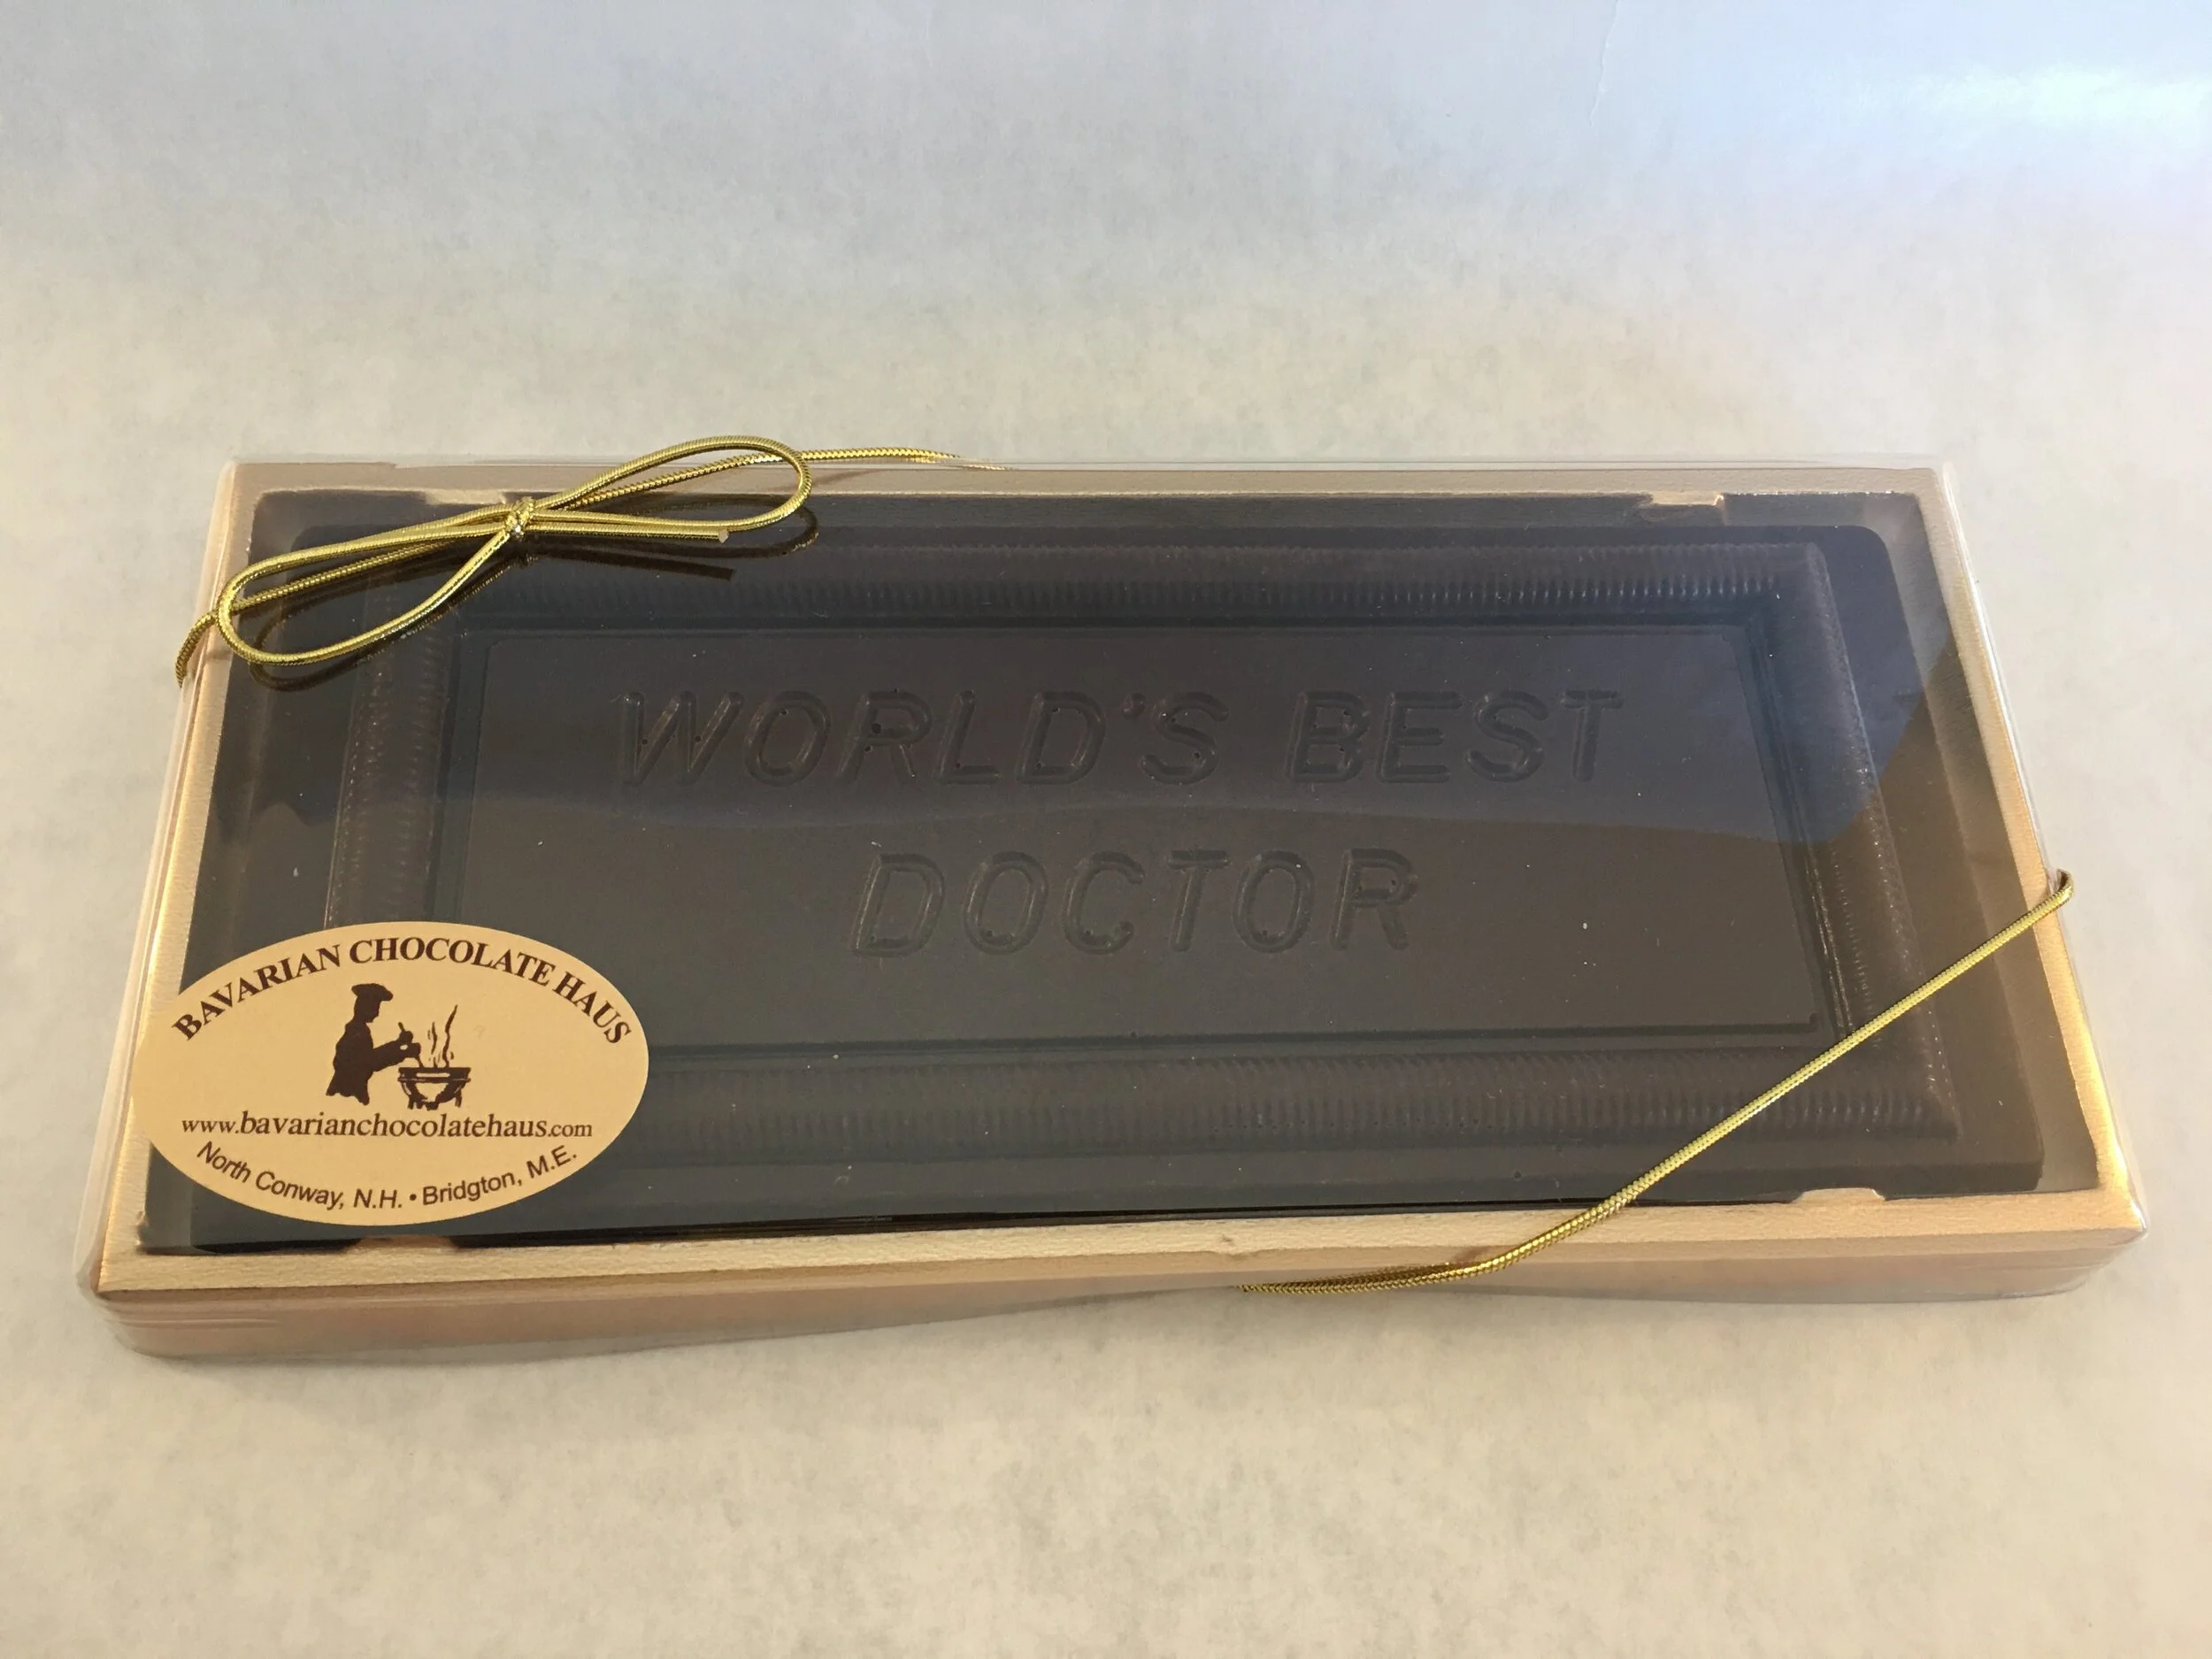 WORLD'S BEST
DOCTOR
BAVARIAN CHOCOLATE HAUS
www.bavarianchocolatehaus.com
North Conway, N.H. • Bridgton, M.E.